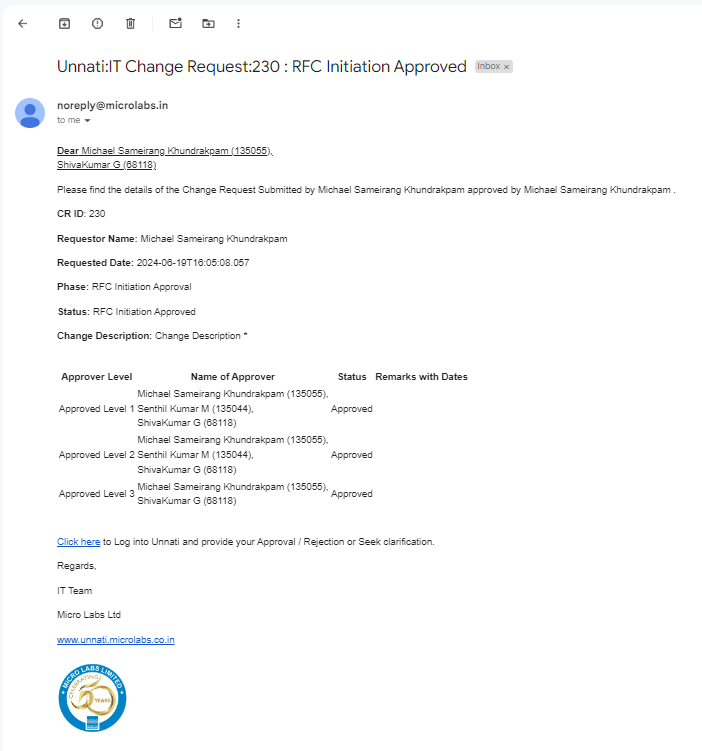 Unnati:IT Change Request:230 : RFC Initiation Approved Inbox ×
noreply@microlabs.in
to me
Dear Michael Sameirang Khundrakpam (135055),
ShivaKumar G (68118)
Please find the details of the Change Request Submitted by Michael Sameirang Khundrakpam approved by Michael Sameirang Khundrakpam .
CR ID: 230
Requestor Name: Michael Sameirang Khundrakpam
Requested Date: 2024-06-19T16:05:08.057
Phase: RFC Initiation Approval
Status: RFC Initiation Approved
Change Description: Change Description *
Approver Level Name of Approver Status Remarks with Dates
Michael Sameirang Khundrakpam (135055),
Approved Level 1 Senthil Kumar M (135044), Approved
ShivaKumar G (68118)
Michael Sameirang Khundrakpam (135055),
Approved Level 2 Senthil Kumar M (135044), Approved
ShivaKumar G (68118)
Michael Sameirang Khundrakpam (135055),
Approved Level 3 Approved
ShivaKumar G (68118)
Click here to Log into Unnati and provide your Approval / Rejection or Seek clarification.
Regards,
IT Team
Micro Labs Ltd
www.unnati.microlabs.co.in
MICRO LABS LIMITED
CELEBRATING
50 YEARS